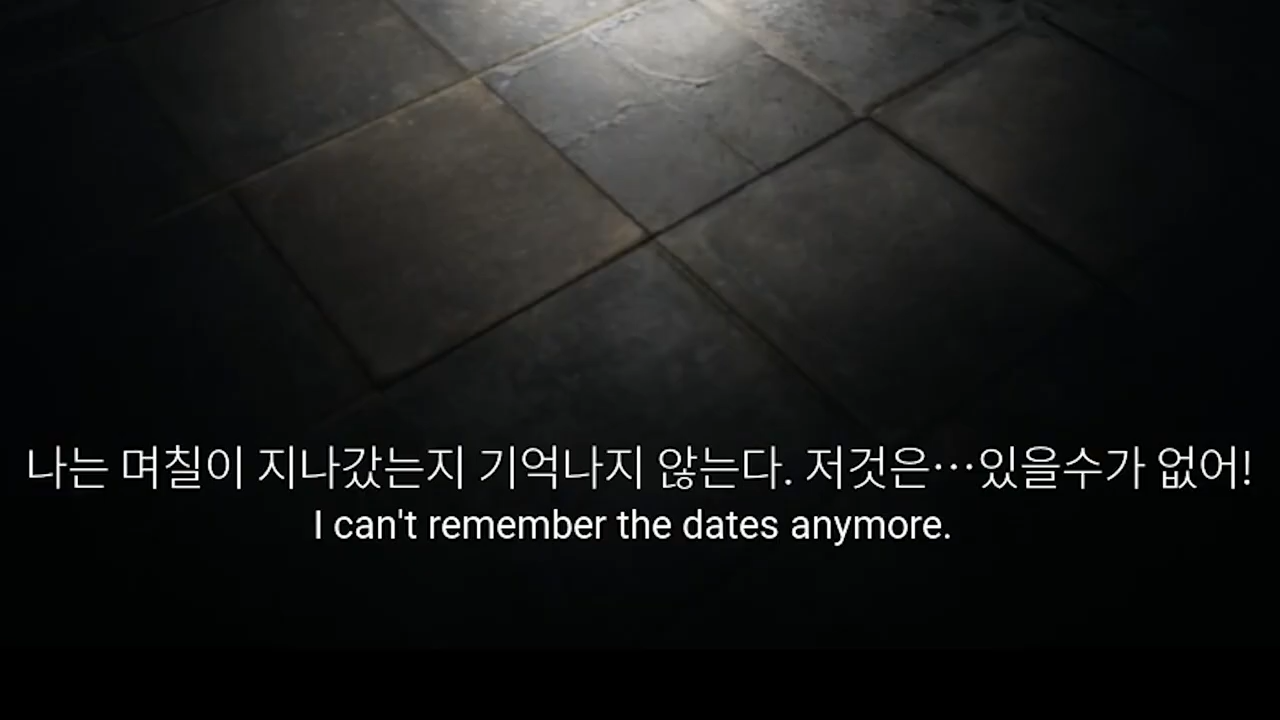 나는 며칠이 지나갔는지 기억나지 않는다. 저것은…있을수가 없어!
I can't remember the dates anymore.